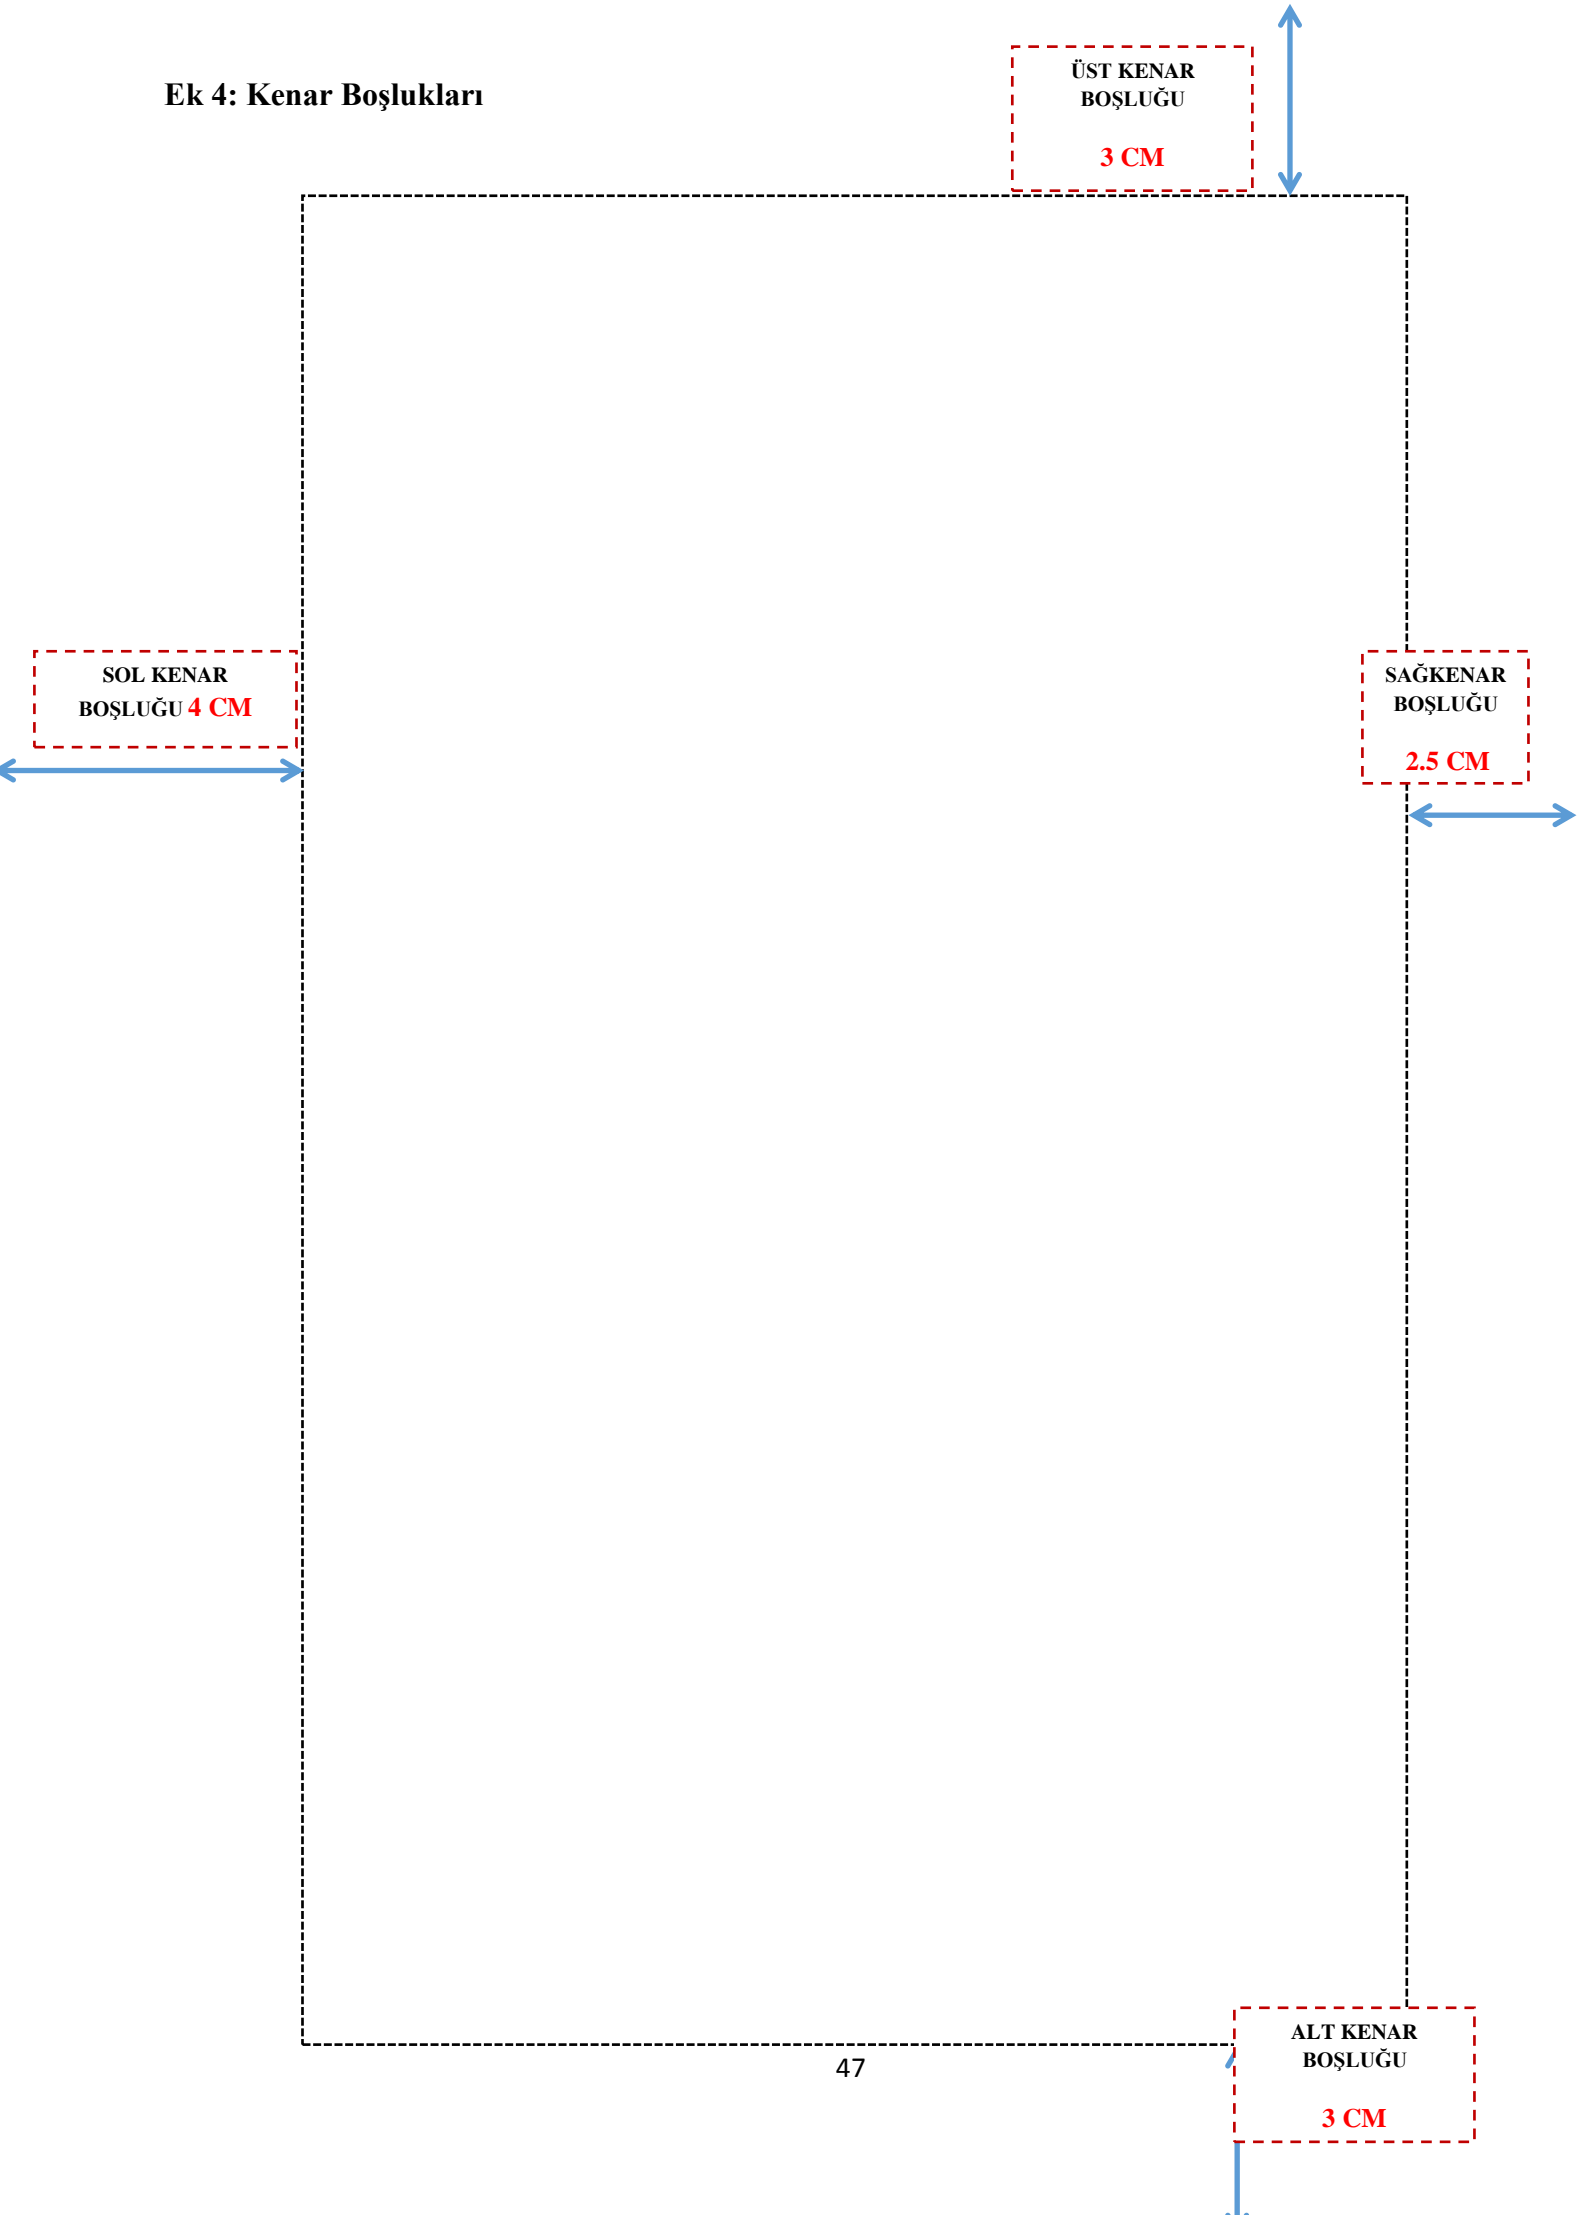 Ek 4: Kenar Boşlukları
ÜST KENAR
BOŞLUĞU
3 CM
SOL KENAR
BOŞLUĞU 4 CM
SAĞKENAR
BOŞLUĞU
2.5 CM
ALT KENAR
BOŞLUĞU
3 CM
47